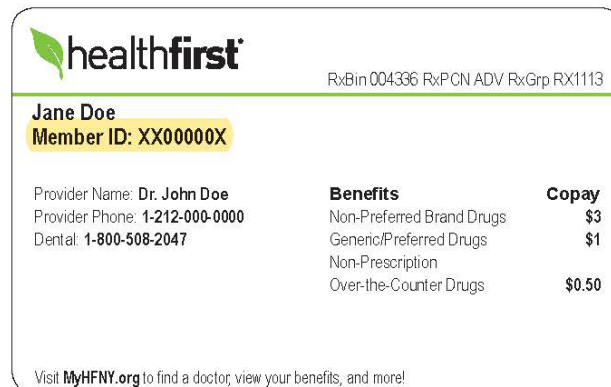 healthfirst
RxBin 004336 RxPCN ADV RxGrp RX1113
Jane Doe
Member ID: XX00000X
Provider Name: Dr. John Doe
Provider Phone: 1-212-000-0000
Dental: 1-800-508-2047
Benefits Copay
Non-Preferred Brand Drugs $3
Generic/Preferred Drugs $1
Non-Prescription
Over-the-Counter Drugs $0.50
Visit MyHFNY.org to find a doctor, view your benefits, and more!